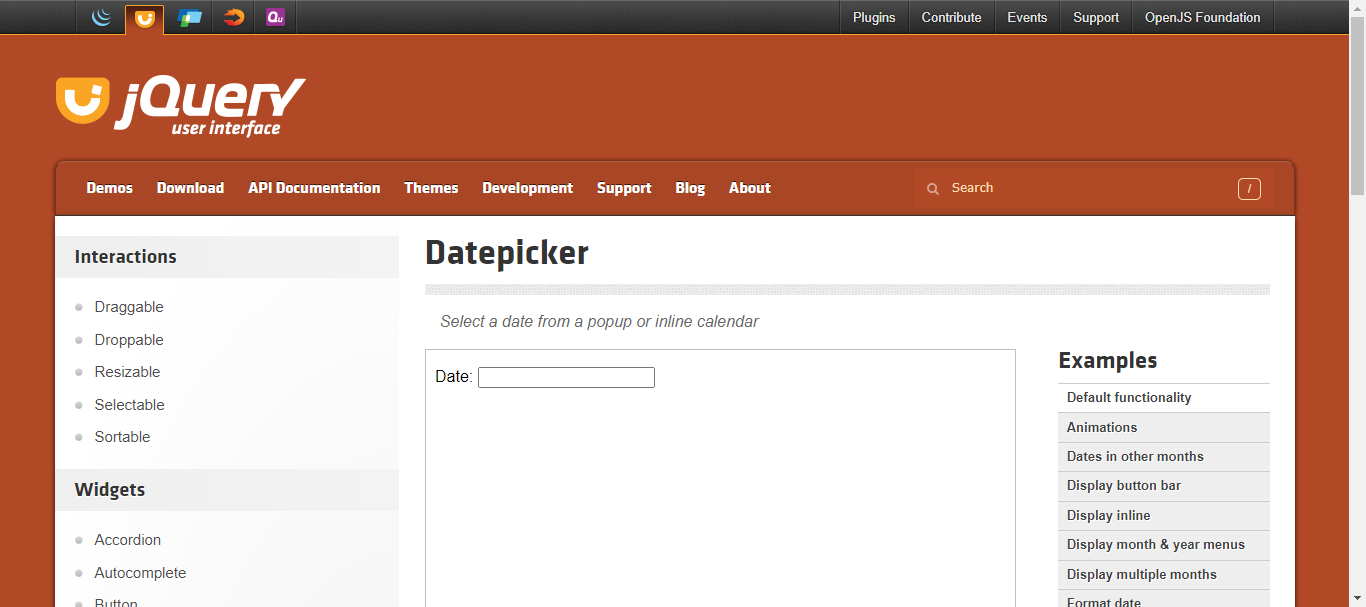 Qu
Plugins
Contribute
Events
Support
OpenJS Foundation
jQuery
user interface
Demos
Download
API Documentation
Themes
Development
Support
Blog
About
Search
/
Interactions
Draggable
Droppable
Resizable
Selectable
Sortable
Widgets
Accordion
Autocomplete
Button
Datepicker
Select a date from a popup or inline calendar
Date:
Examples
Default functionality
Animations
Dates in other months
Display button bar
Display inline
Display month & year menus
Display multiple months
Format date